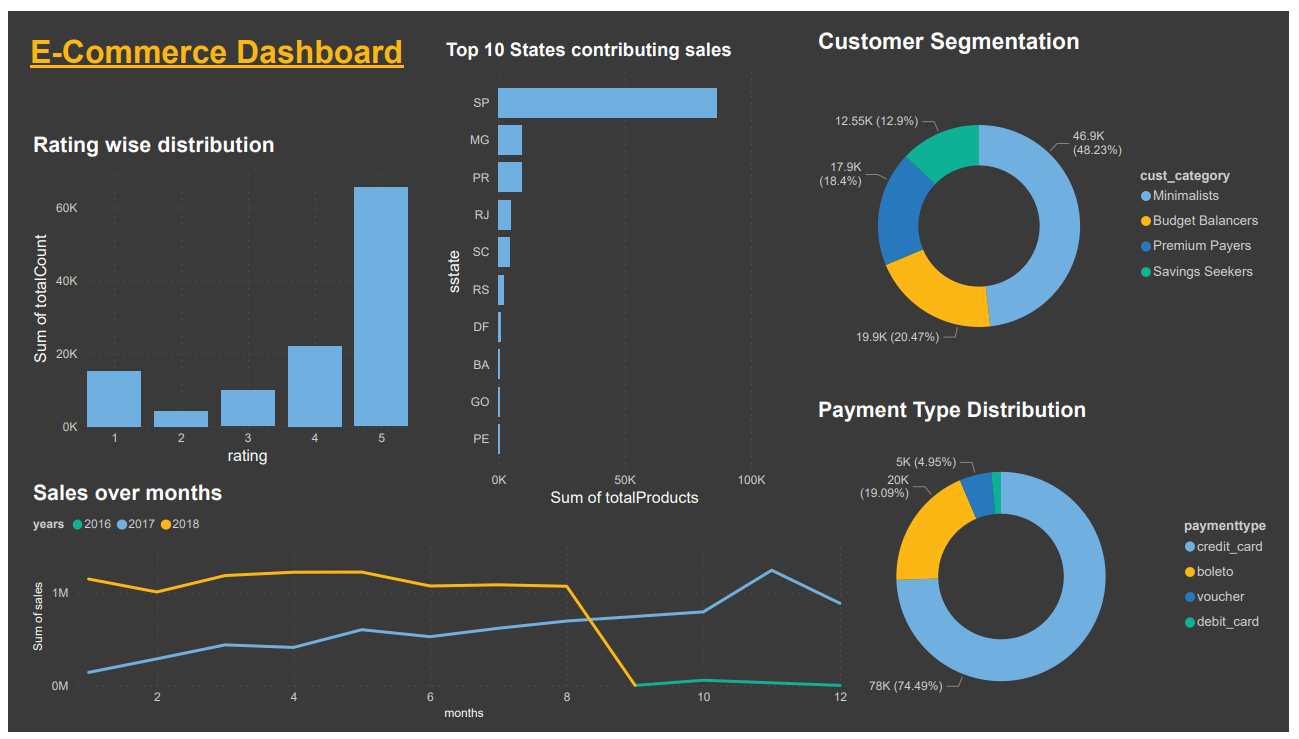 E-Commerce Dashboard
Rating wise distribution
Sum of totalCount
60K
40K
20K
0K
1 2 3 4 5
rating
Top 10 States contributing sales
sstate
SP
MG
PR
RJ
SC
RS
DF
BA
GO
PE
0K 50K 100K
Sum of totalProducts
Customer Segmentation
12.55K (12.9%)
46.9K
(48.23%)
17.9K
(18.4%)
19.9K (20.47%)
cust_category
Minimalists
Budget Balancers
Premium Payers
Savings Seekers
Sales over months
years 2016 2017 2018
Sum of sales
1M
0M
2 4 6 8 10 12
months
Payment Type Distribution
5K (4.95%)
20K
(19.09%)
78K (74.49%)
paymenttype
credit_card
boleto
voucher
debit_card